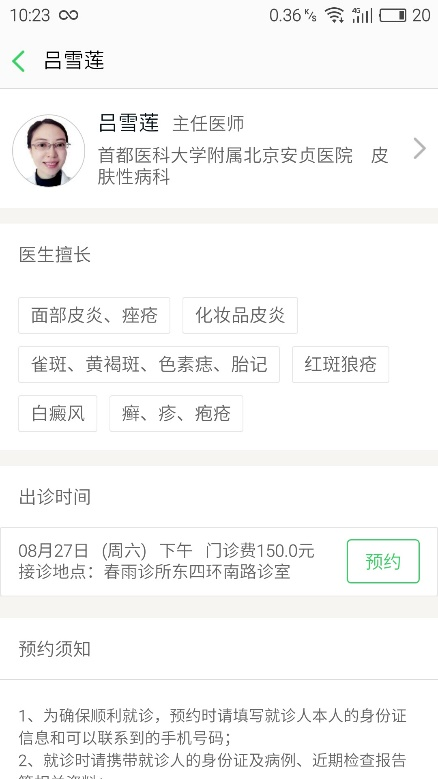 10:23 0.36 K/s 4G 20
吕雪莲
吕雪莲 主任医师
首都医科大学附属北京安贞医院 皮
肤性病科
医生擅长
面部皮炎、痤疮 化妆品皮炎
雀斑、黄褐斑、色素痣、胎记 红斑狼疮
白癜风 癣、疹、疱疮
出诊时间
08月27日 (周六) 下午 门诊费150.0元
接诊地点：春雨诊所东四环南路诊室
预约
预约须知
1、为确保顺利就诊，预约时请填写就诊人本人的身份证
信息和可以联系到的手机号码；
2、就诊时请携带就诊人的身份证及病例、近期检查报告